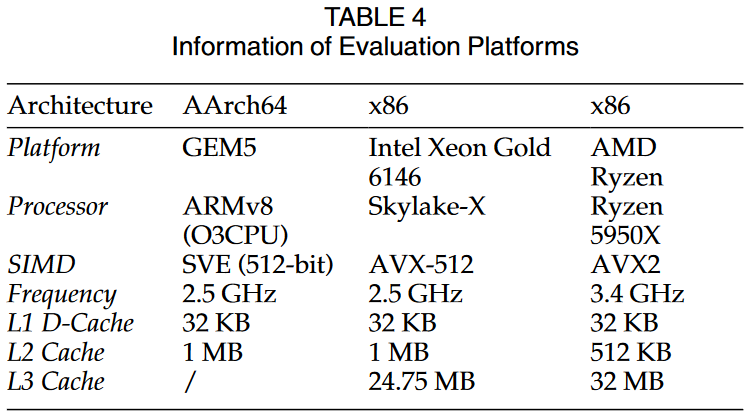 TABLE 4
Information of Evaluation Platforms
Architecture AArch64 x86 x86
Platform GEM5 Intel Xeon Gold AMD
6146 Ryzen
Processor ARMv8 Skylake-X Ryzen
(O3CPU) 5950X
SIMD SVE (512-bit) AVX-512 AVX2
Frequency 2.5 GHz 2.5 GHz 3.4 GHz
L1 D-Cache 32 KB 32 KB 32 KB
L2 Cache 1 MB 1 MB 512 KB
L3 Cache / 24.75 MB 32 MB